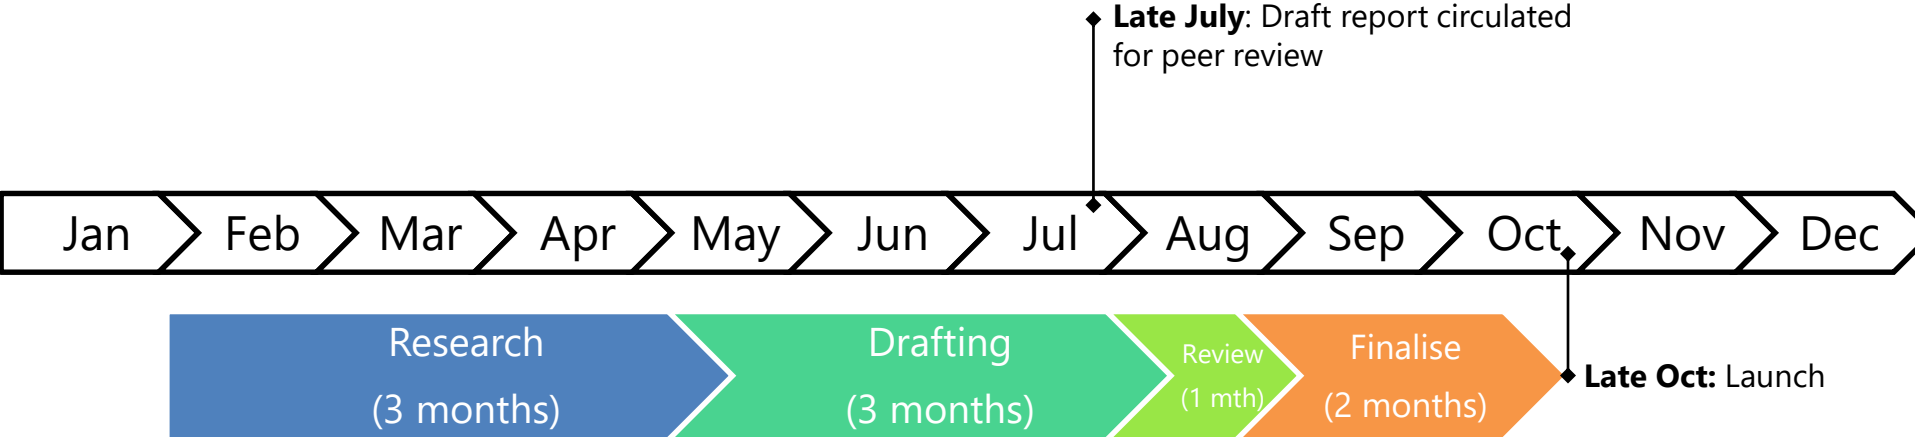 Late July: Draft report circulated
for peer review
Jan Feb Mar Apr May Jun Jul Aug Sep Oct Nov Dec
Research
(3 months)
Drafting
(3 months)
Review
(1 mth)
Finalise
(2 months)
Late Oct: Launch